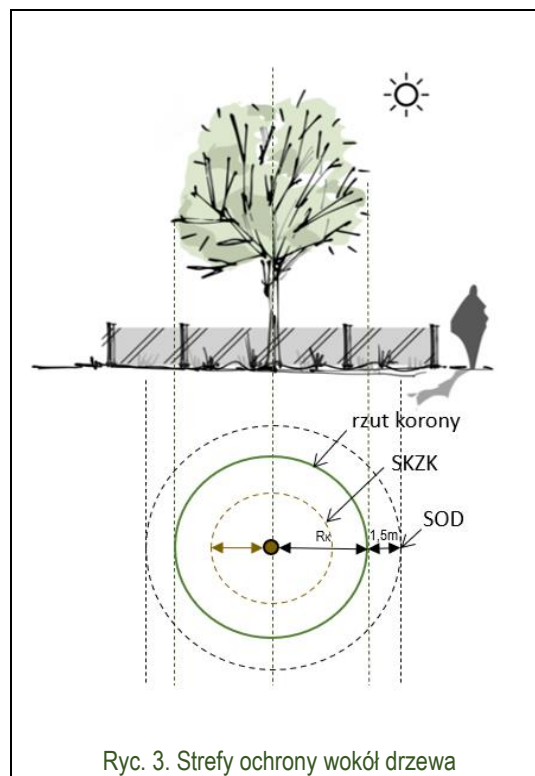 rzut korony
SKZK
RK
1,5m
SOD
Ryc. 3. Strefy ochrony wokół drzewa